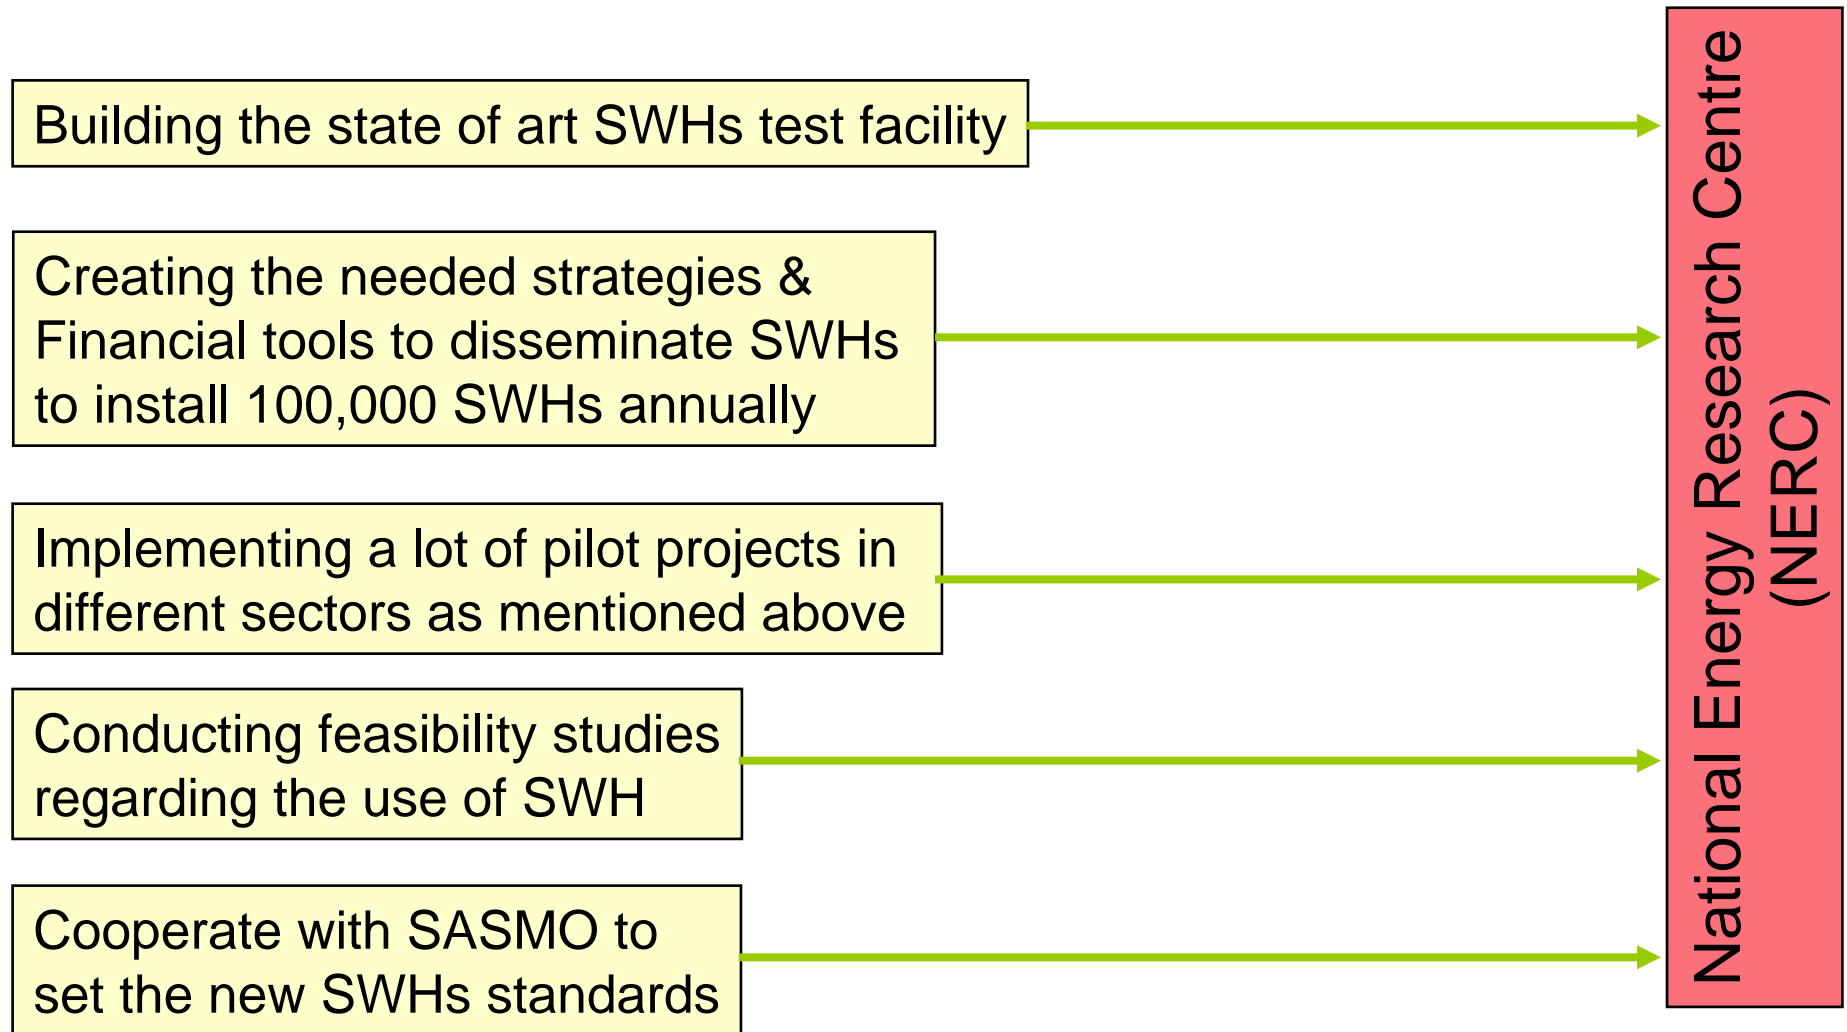 Building the state of art SWHs test facility
Creating the needed strategies &
Financial tools to disseminate SWHs
to install 100,000 SWHs annually
Implementing a lot of pilot projects in
different sectors as mentioned above
Conducting feasibility studies
regarding the use of SWH
Cooperate with SASMO to
set the new SWHs standards
National Energy Research Centre
(NERC)